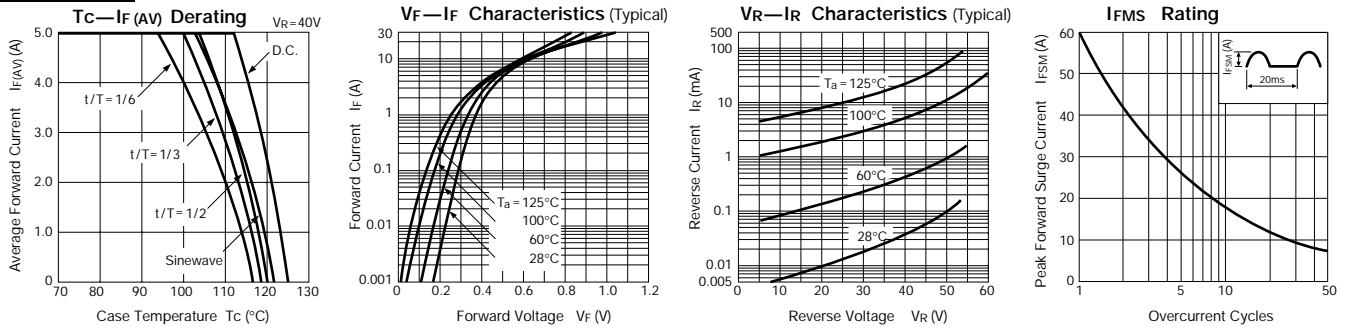 Tc—IF(AV) Derating
VR=40V
5.0
4.0
3.0
2.0
1.0
0
Average Forward Current IF(AV) (A)
D.C.
t/T=1/6
t/T=1/3
t/T=1/2
Sinewave
70 80 90 100 110 120 130
Case Temperature Tc (°C)
VF—IF Characteristics (Typical)
30
10
1
0.1
0.01
0.001
Forward Current IF (A)
Ta=125°C
100°C
60°C
28°C
0 0.2 0.4 0.6 0.8 1.0 1.2
Forward Voltage VF (V)
VR—IR Characteristics (Typical)
500
100
10
1
0.1
0.01
0.005
Reverse Current IR (mA)
Ta=125°C
100°C
60°C
28°C
0 10 20 30 40 50 60
Reverse Voltage VR (V)
IFMS Rating
60
50
40
30
20
10
0
Peak Forward Surge Current IFSM (A)
IFSM (A)
20ms
1 5 10 50
Overcurrent Cycles